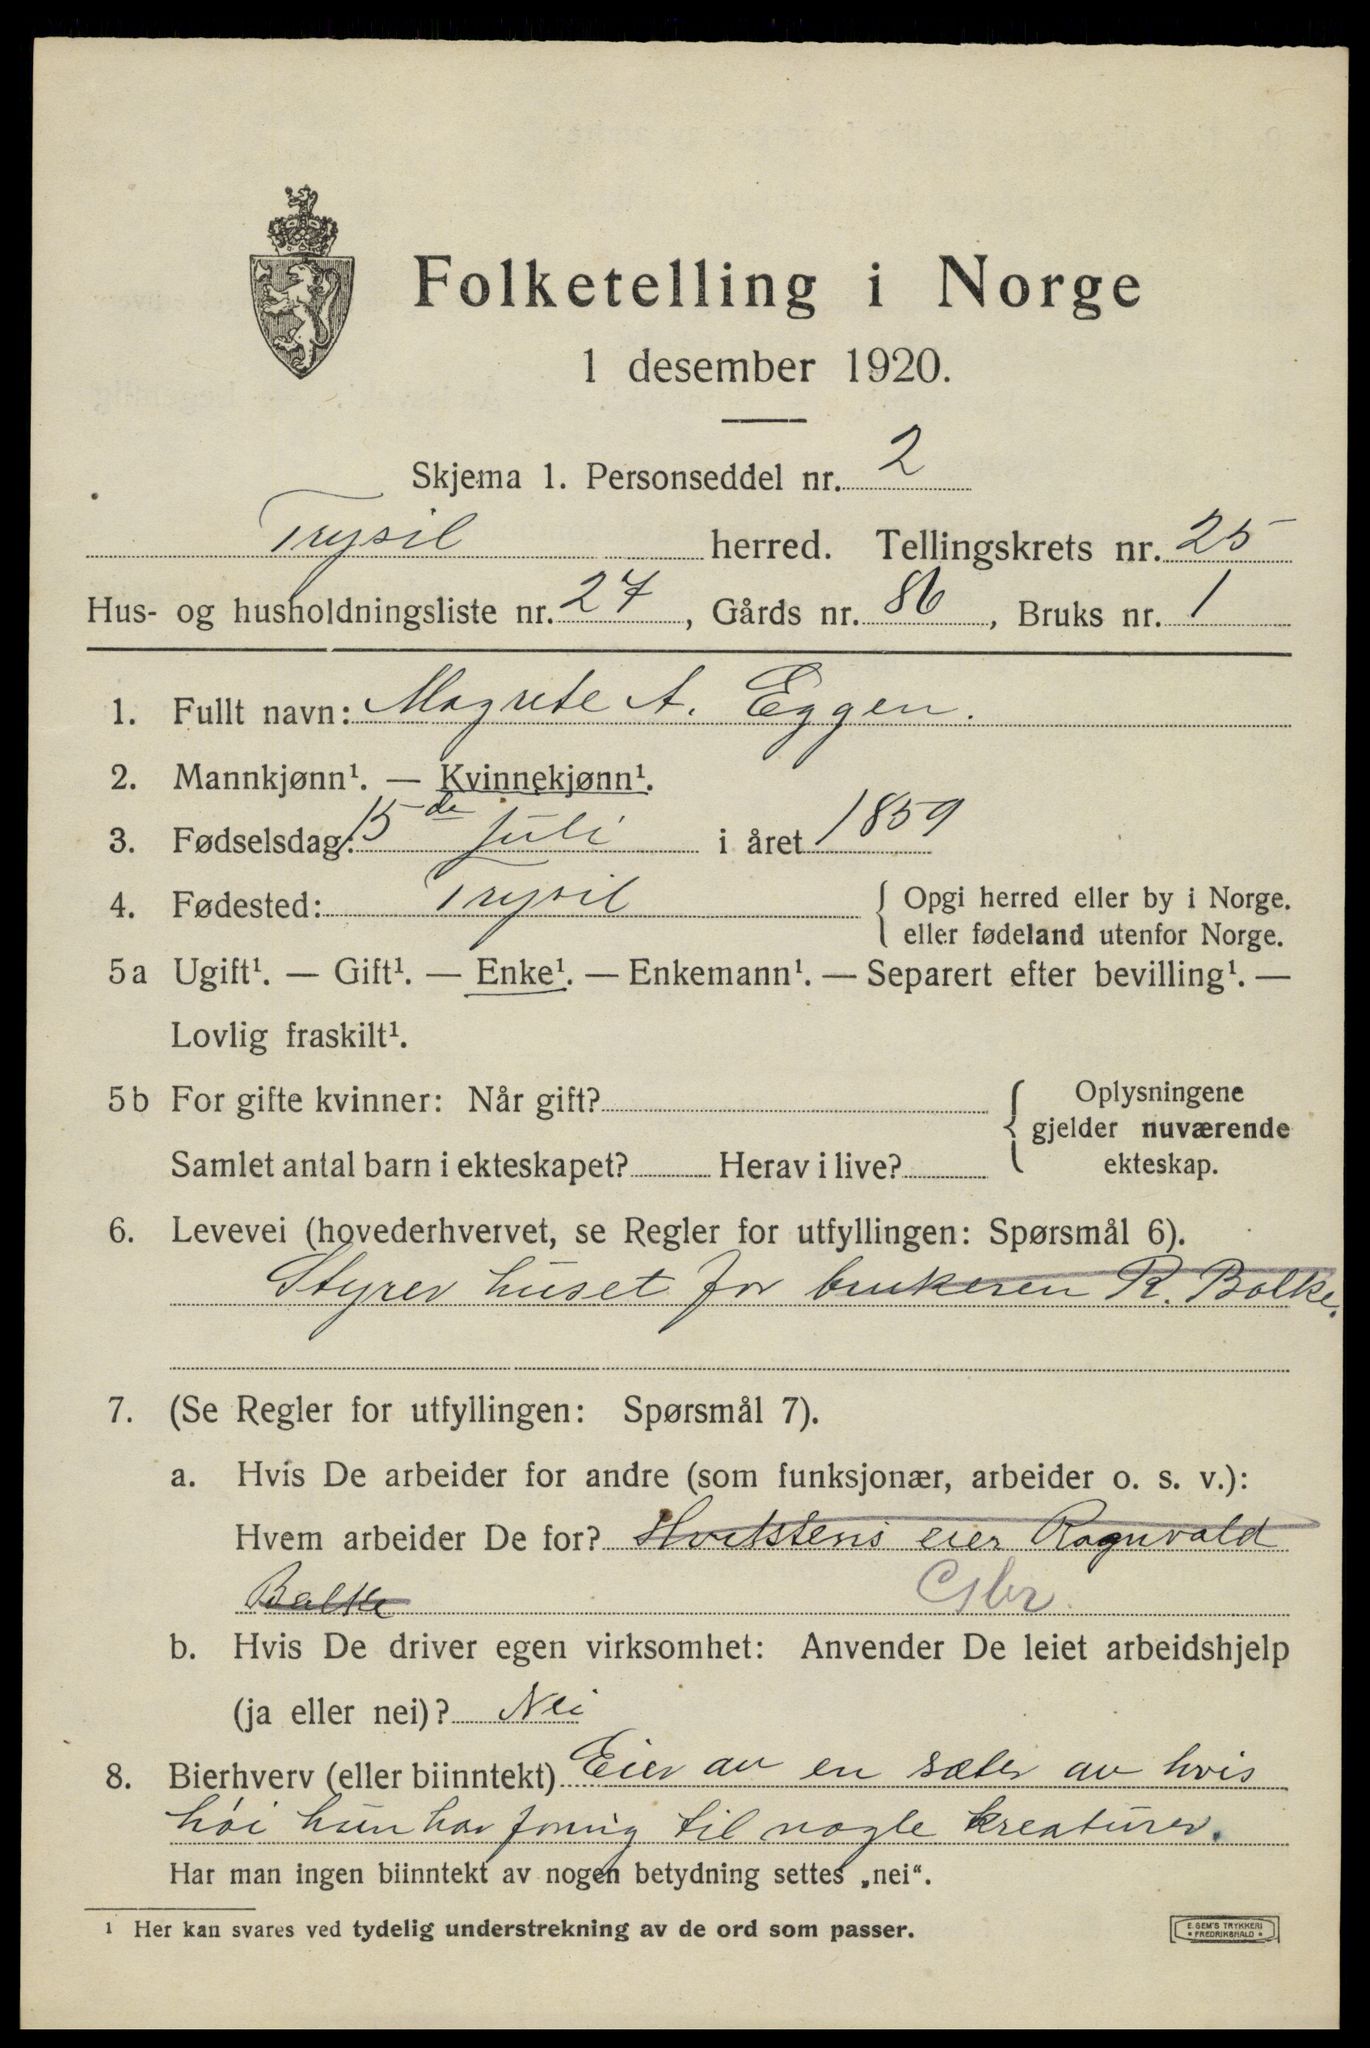 Folketelling i Norge
1 desember 1920.
Skjema 1. Personseddel nr. 2
Trysil herred. Tellingskrets nr. 25
Hus- og husholdningsliste nr. 27, Gårds nr. 86, Bruks nr. 1
1. Fullt navn: Magrete A. Eggen.
2. Mannkjønn¹. — Kvinnekjønn¹.
3. Fødselsdag: 15de juli i året 1859
4. Fødested: Trysil { Opgi herred eller by i Norge.
eller fødeland utenfor Norge.
5a Ugift¹. — Gift¹. — Enke¹. — Enkemann¹. — Separert efter bevilling¹. —
Lovlig fraskilt¹.
5b For gifte kvinner: Når gift? { Oplysningene
gjelder nuværende
Samlet antal barn i ekteskapet? Herav i live? ekteskap.
6. Levevei (hovederhvervet, se Regler for utfyllingen: Spørsmål 6).
Styrer huset for brukeren R. Balke.
7. (Se Regler for utfyllingen: Spørsmål 7).
a. Hvis De arbeider for andre (som funksjonær, arbeider o. s. v.):
Hvem arbeider De for? eier Ragnvald
Balke
b. Hvis De driver egen virksomhet: Anvender De leiet arbeidshjelp
(ja eller nei)? Nei
8. Bierhverv (eller biinntekt) Eier av en sæter av hvis
höi hun har foring til nogle kreaturer.
Har man ingen biinntekt av nogen betydning settes „nei“.
¹ Her kan svares ved tydelig understrekning av de ord som passer.
E. GEM'S TRYKKERI
• FREDRIKSHALD •